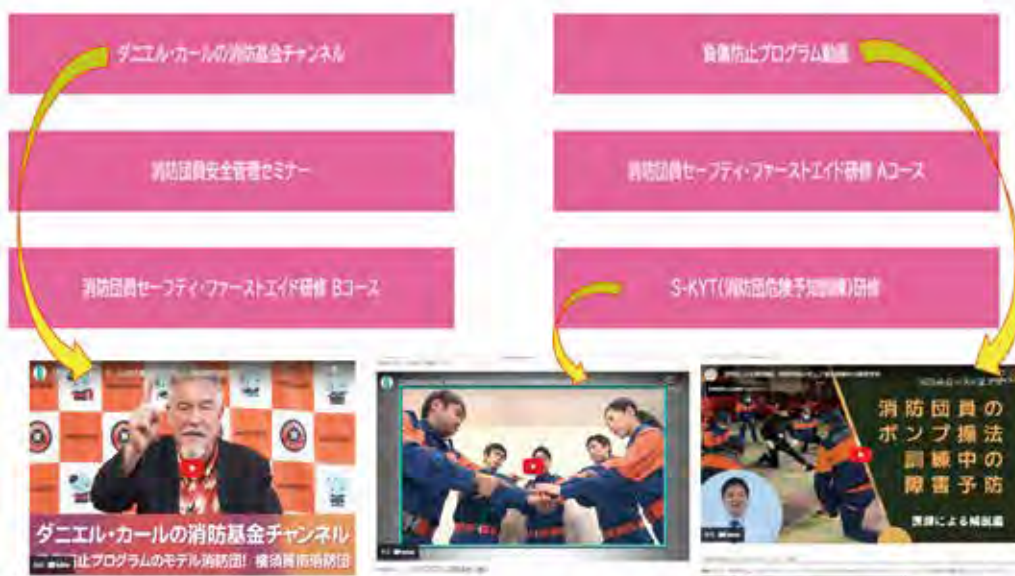 ダニエル・カールの消防基金チャンネル
負傷防止プログラム動画
消防団員安全管理セミナー
消防団員セーフティ・ファーストエイド研修 Aコース
消防団員セーフティ・ファーストエイド研修 Bコース
S-KYT(消防団危険予知訓練)研修
ダニエル・カールの消防基金チャンネル
止プログラムのモデル消防団! 横須賀市消防団
消防団員の
ポンプ操法
訓練中の
障害予防
医師による解説編